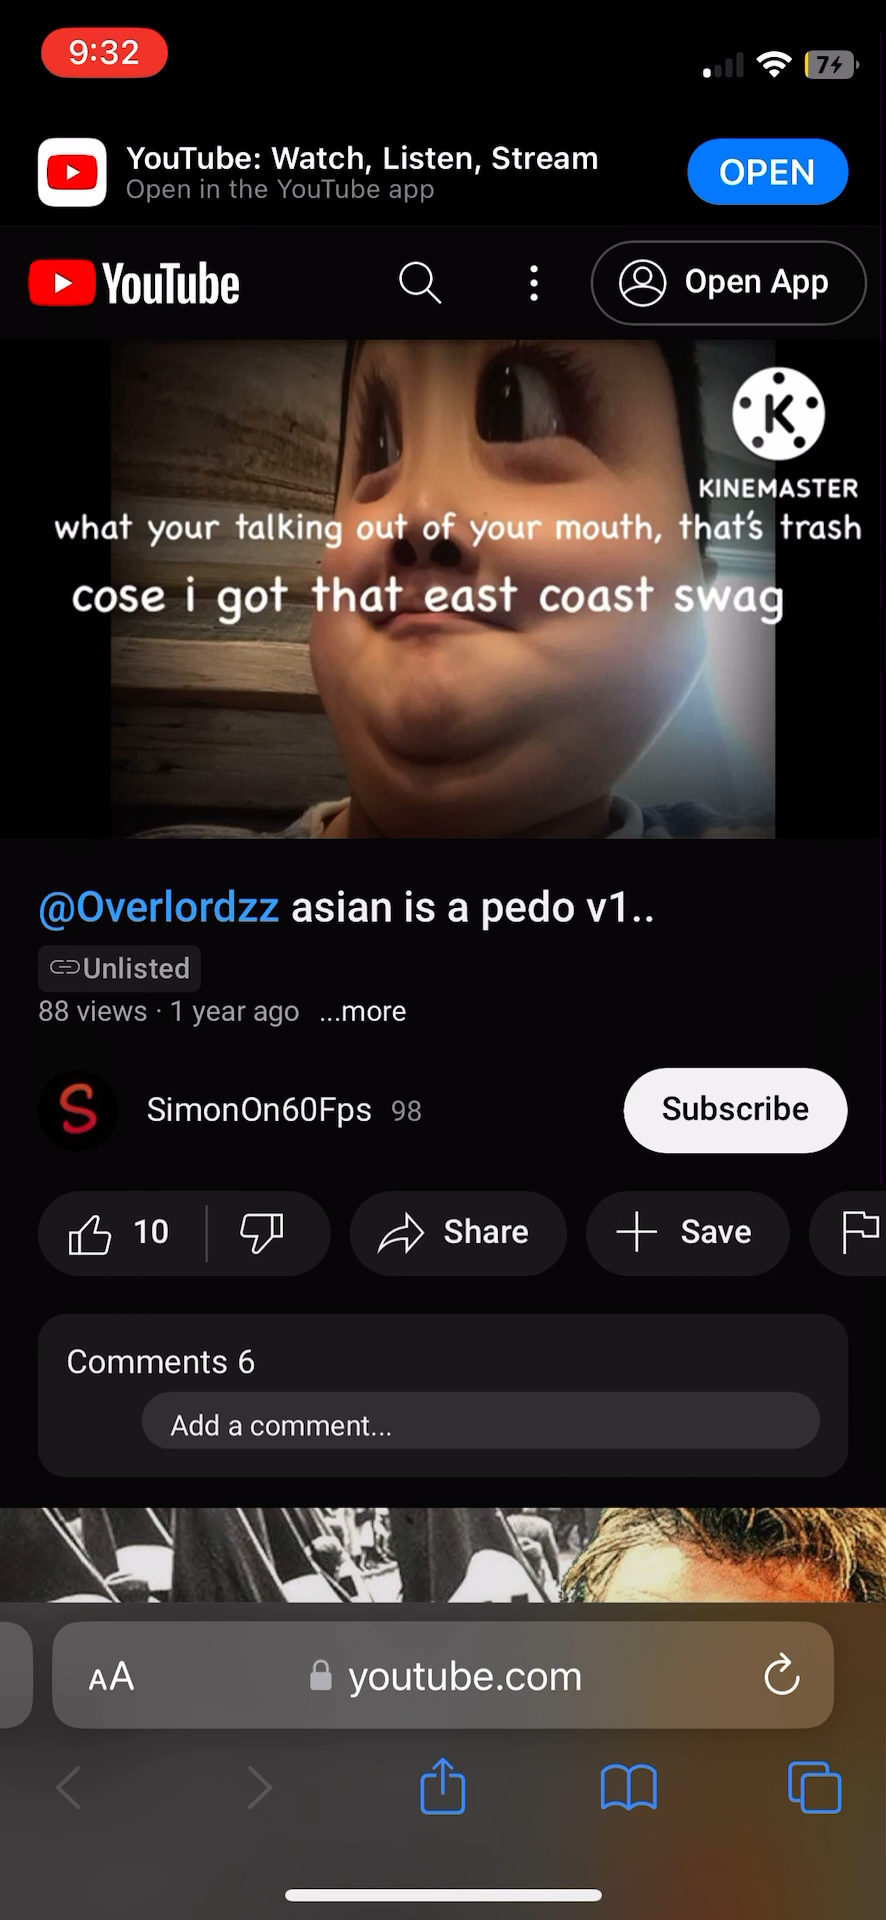 9:32
7
YouTube: Watch, Listen, Stream
Open in the YouTube app
OPEN
YouTube
Open App
K
KINEMASTER
what your talking out of your mouth, that's trash
cose i got that east coast swag
@Overlordzz asian is a pedo v1..
Unlisted
88 views · 1 year ago ...more
S
SimonOn60Fps 98
Subscribe
10
Share
Save
Comments 6
Add a comment...
AA
youtube.com